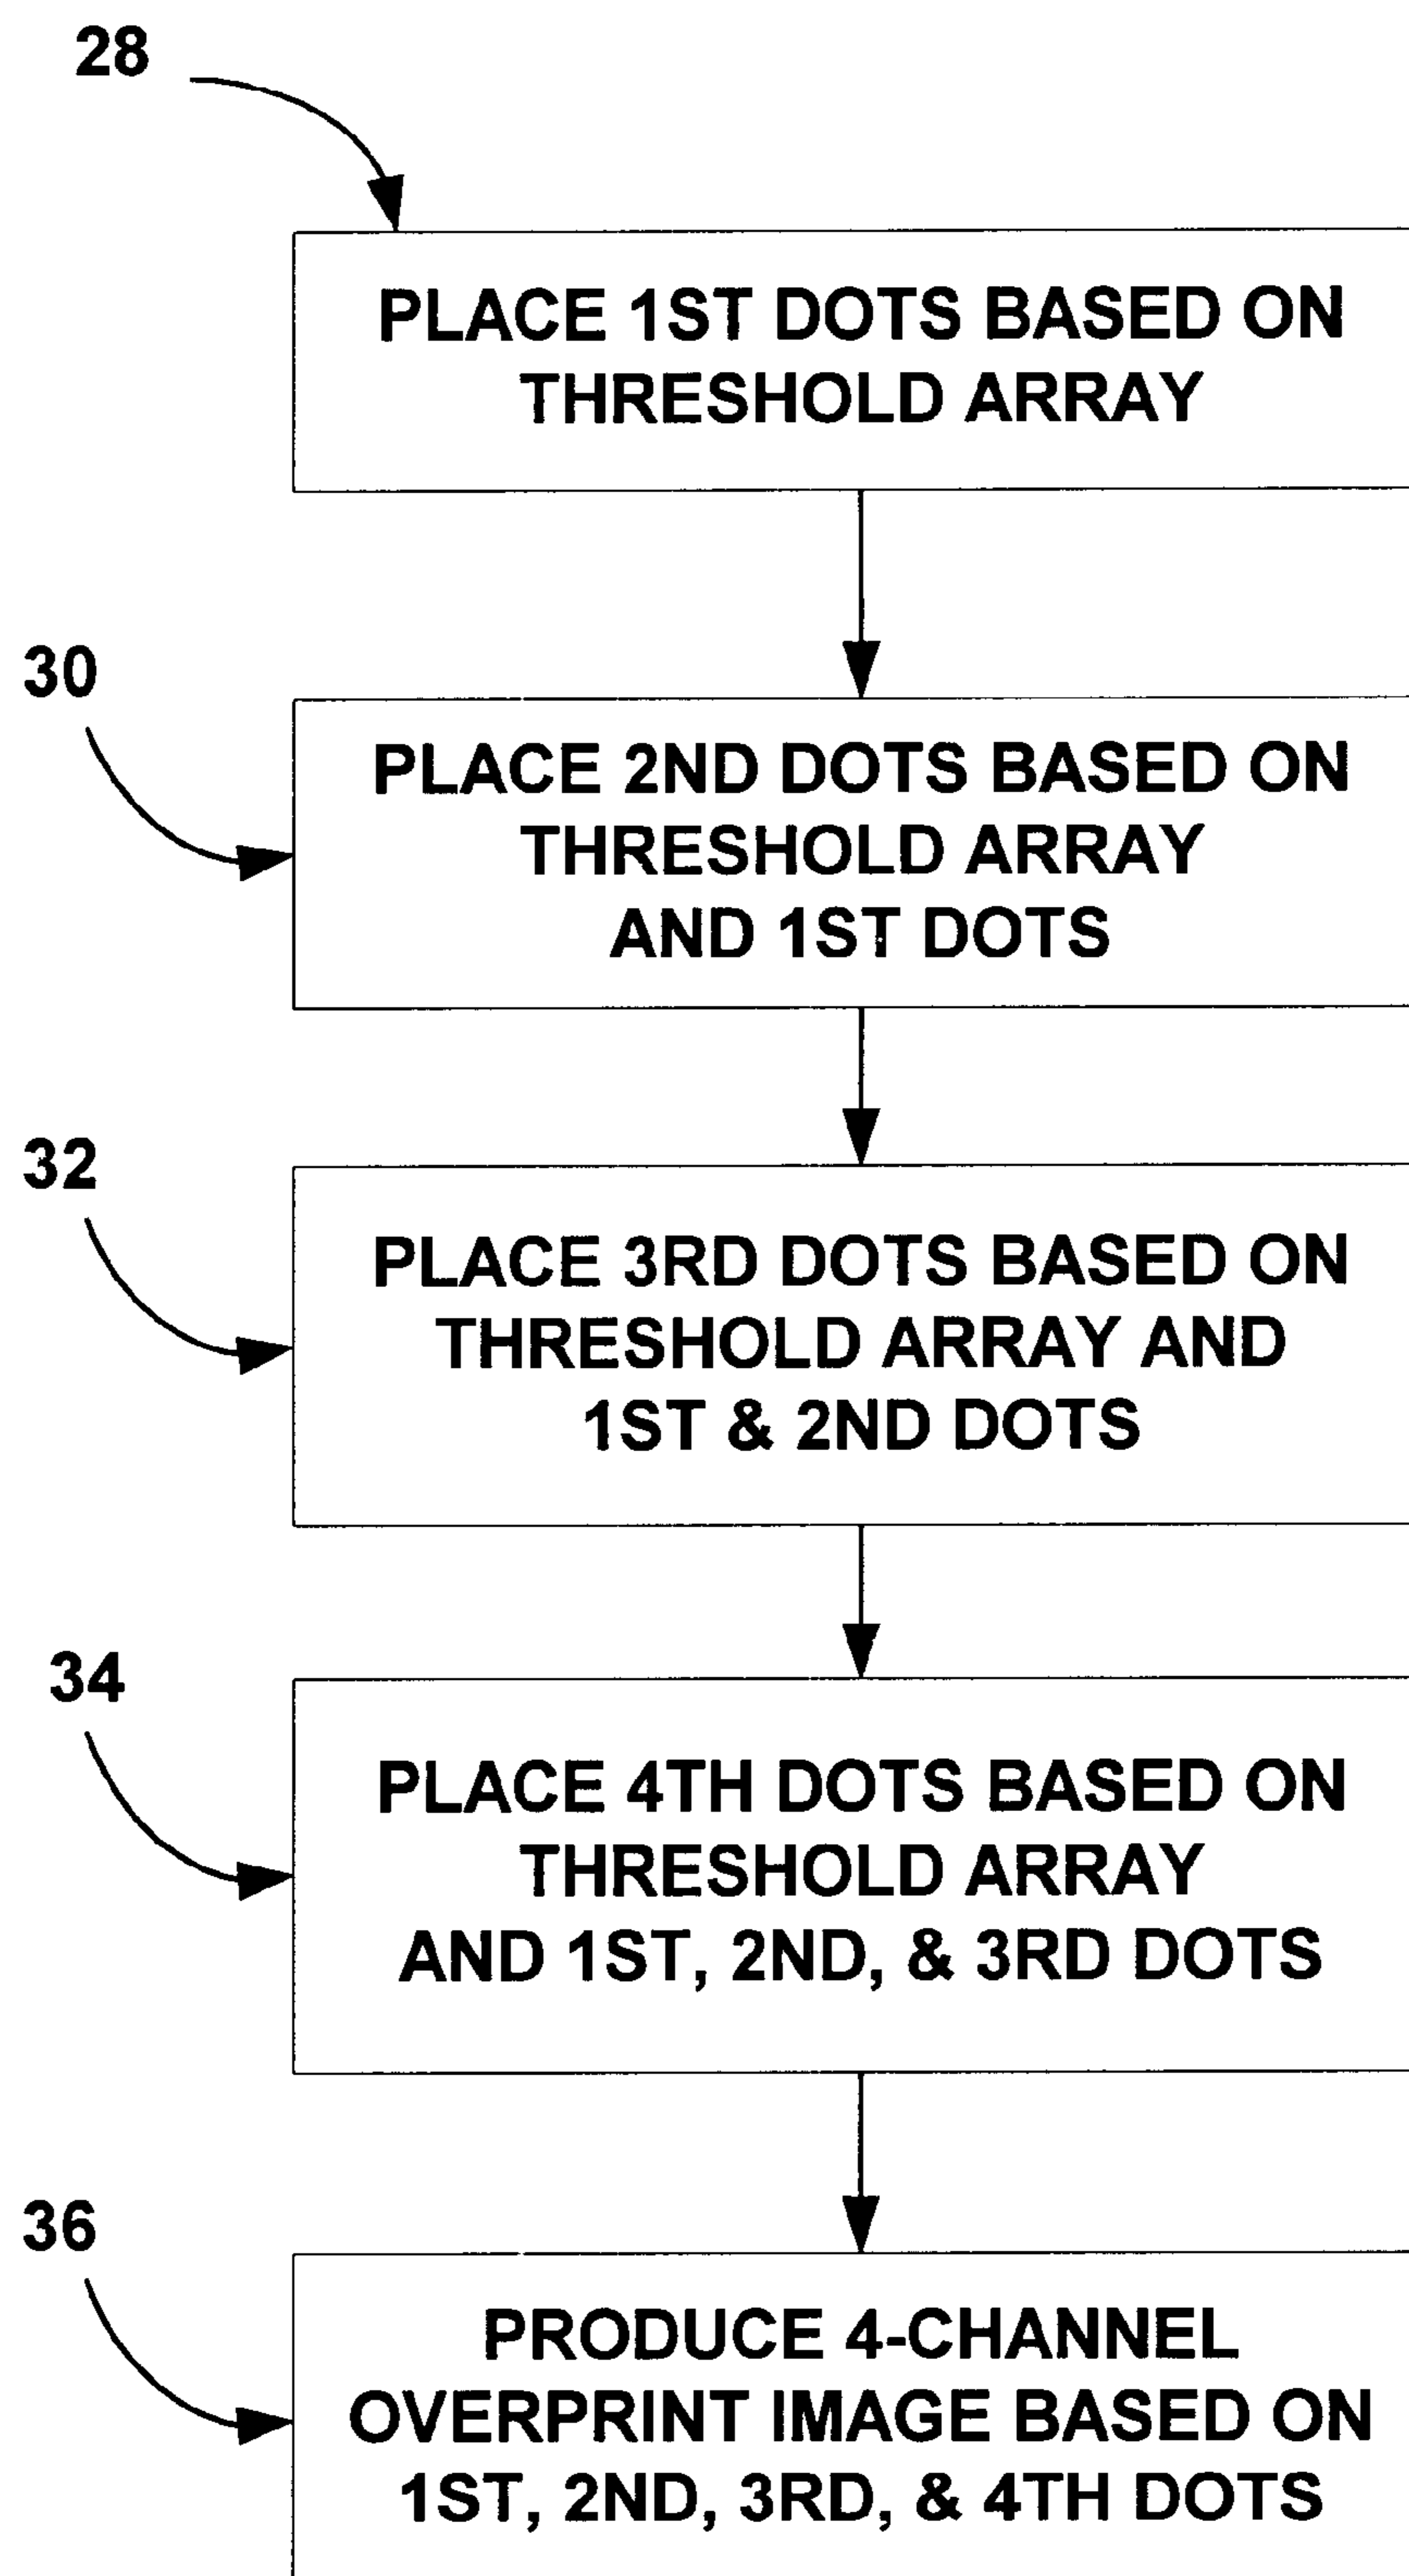 28
PLACE 1ST DOTS BASED ON
THRESHOLD ARRAY
30
PLACE 2ND DOTS BASED ON
THRESHOLD ARRAY
AND 1ST DOTS
32
PLACE 3RD DOTS BASED ON
THRESHOLD ARRAY AND
1ST & 2ND DOTS
34
PLACE 4TH DOTS BASED ON
THRESHOLD ARRAY
AND 1ST, 2ND, & 3RD DOTS
36
PRODUCE 4-CHANNEL
OVERPRINT IMAGE BASED ON
1ST, 2ND, 3RD, & 4TH DOTS